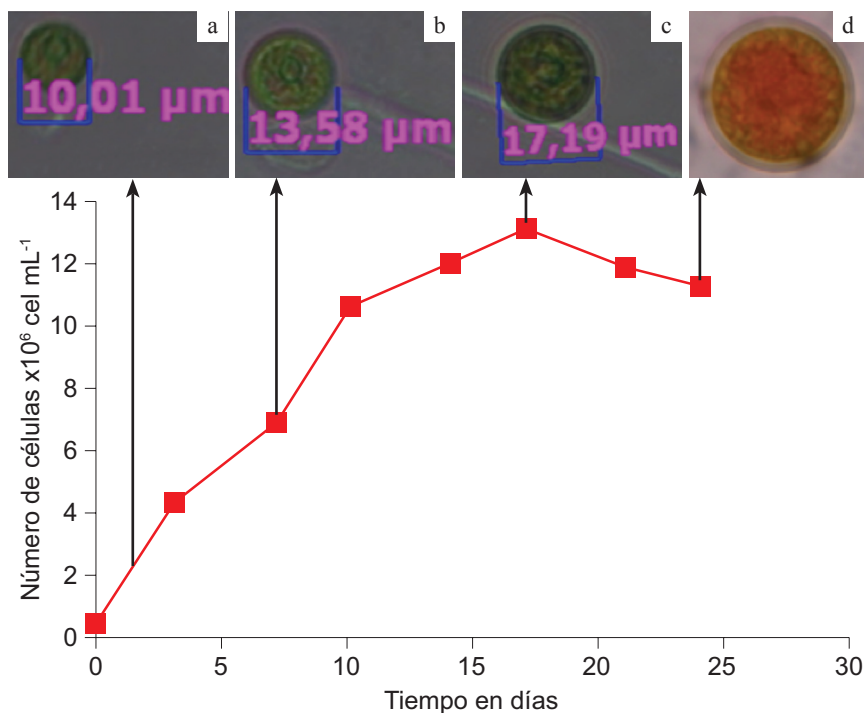 a
b
c
d
10,01 µm
13,58 µm
17,19 µm
14
12
10
8
6
4
2
0
Número de células x10⁶ cel mL⁻¹
0 5 10 15 20 25 30
Tiempo en días